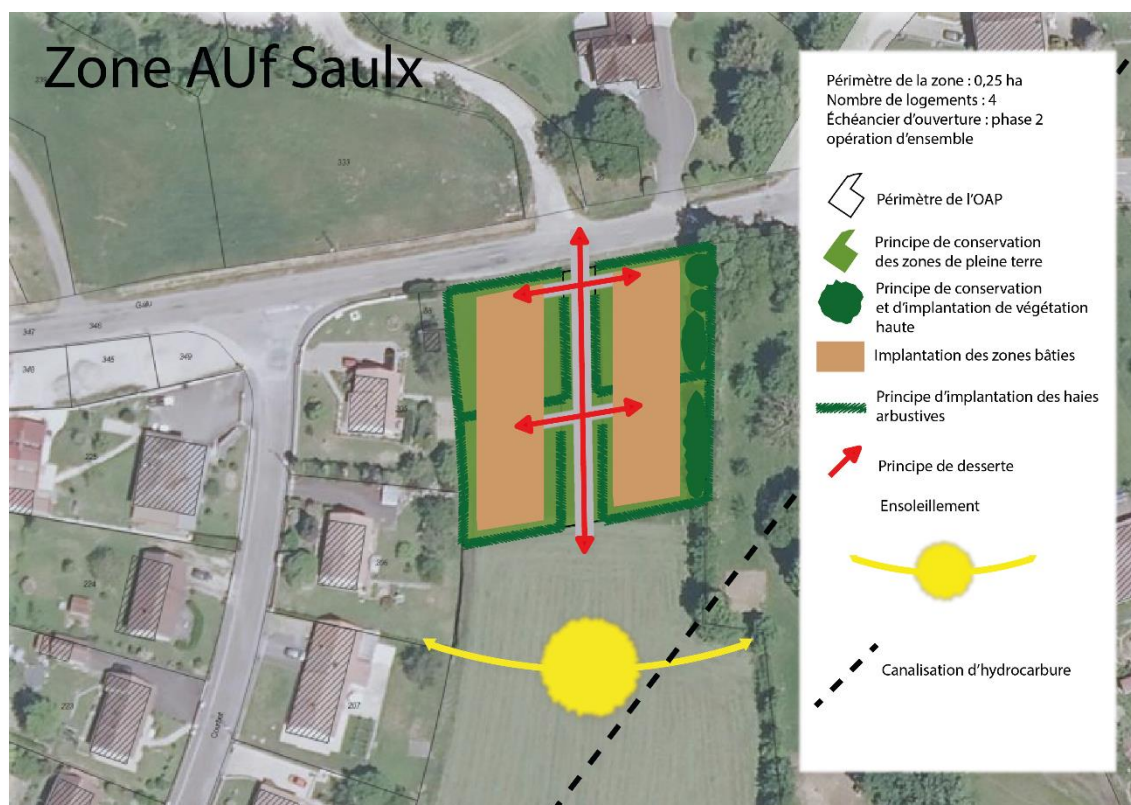 Zone AUf Saulx
Périmètre de la zone : 0,25 ha
Nombre de logements : 4
Échéancier d'ouverture : phase 2
opération d'ensemble
Périmètre de l'OAP
Principe de conservation
des zones de pleine terre
Principe de conservation
et d'implantation de végétation
haute
Implantation des zones bâties
Principe d'implantation des haies
arbustives
Principe de desserte
Ensoleillement
Canalisation d'hydrocarbure
333
347
346
348
345
349
225
224
223
206
207